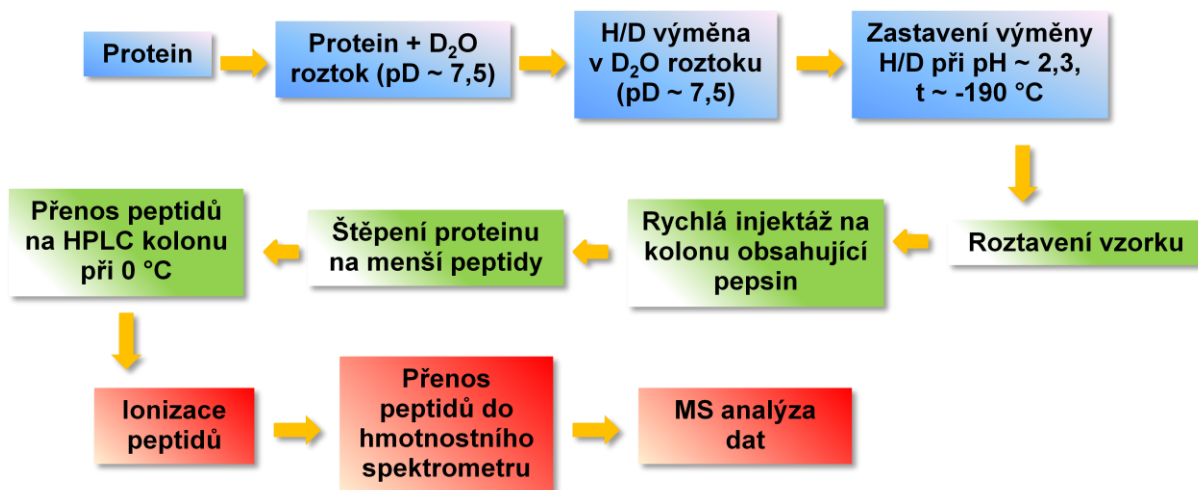 Protein
Protein + D₂O
roztok (pD ~ 7,5)
H/D výměna
v D₂O roztoku
(pD ~ 7,5)
Zastavení výměny
H/D při pH ~ 2,3,
t ~ -190 °C
Roztavení vzorku
Rychlá injektáž na
kolonu obsahující
pepsin
Štěpení proteinu
na menší peptidy
Přenos peptidů
na HPLC kolonu
při 0 °C
Ionizace
peptidů
Přenos
peptidů do
hmotnostního
spektrometru
MS analýza
dat